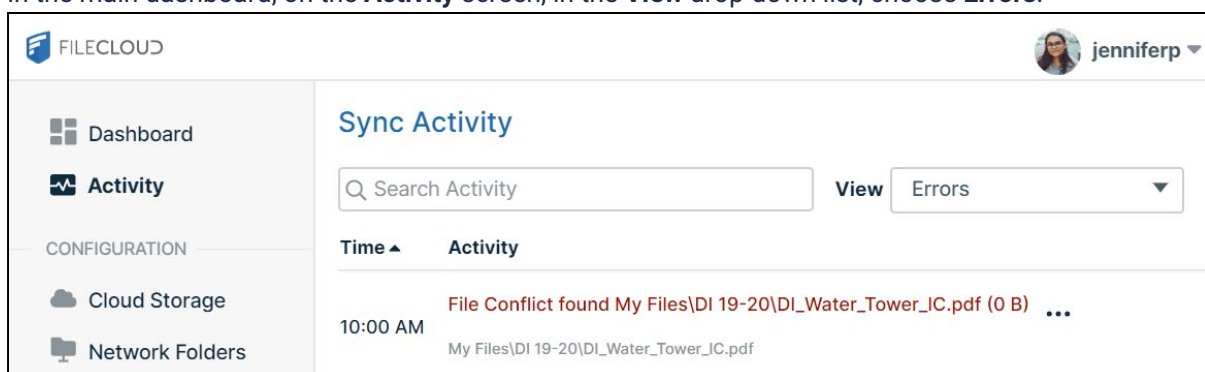 In the main dashboard, on the Activity screen, in the View drop down list, choose Errors.
FILECLOUD
jenniferp
Dashboard
Activity
CONFIGURATION
Cloud Storage
Network Folders
Sync Activity
Search Activity
View Errors
Time Activity
File Conflict found My Files\DI 19-20\DI_Water_Tower_IC.pdf (0 B) ...
10:00 AM
My Files\DI 19-20\DI_Water_Tower_IC.pdf